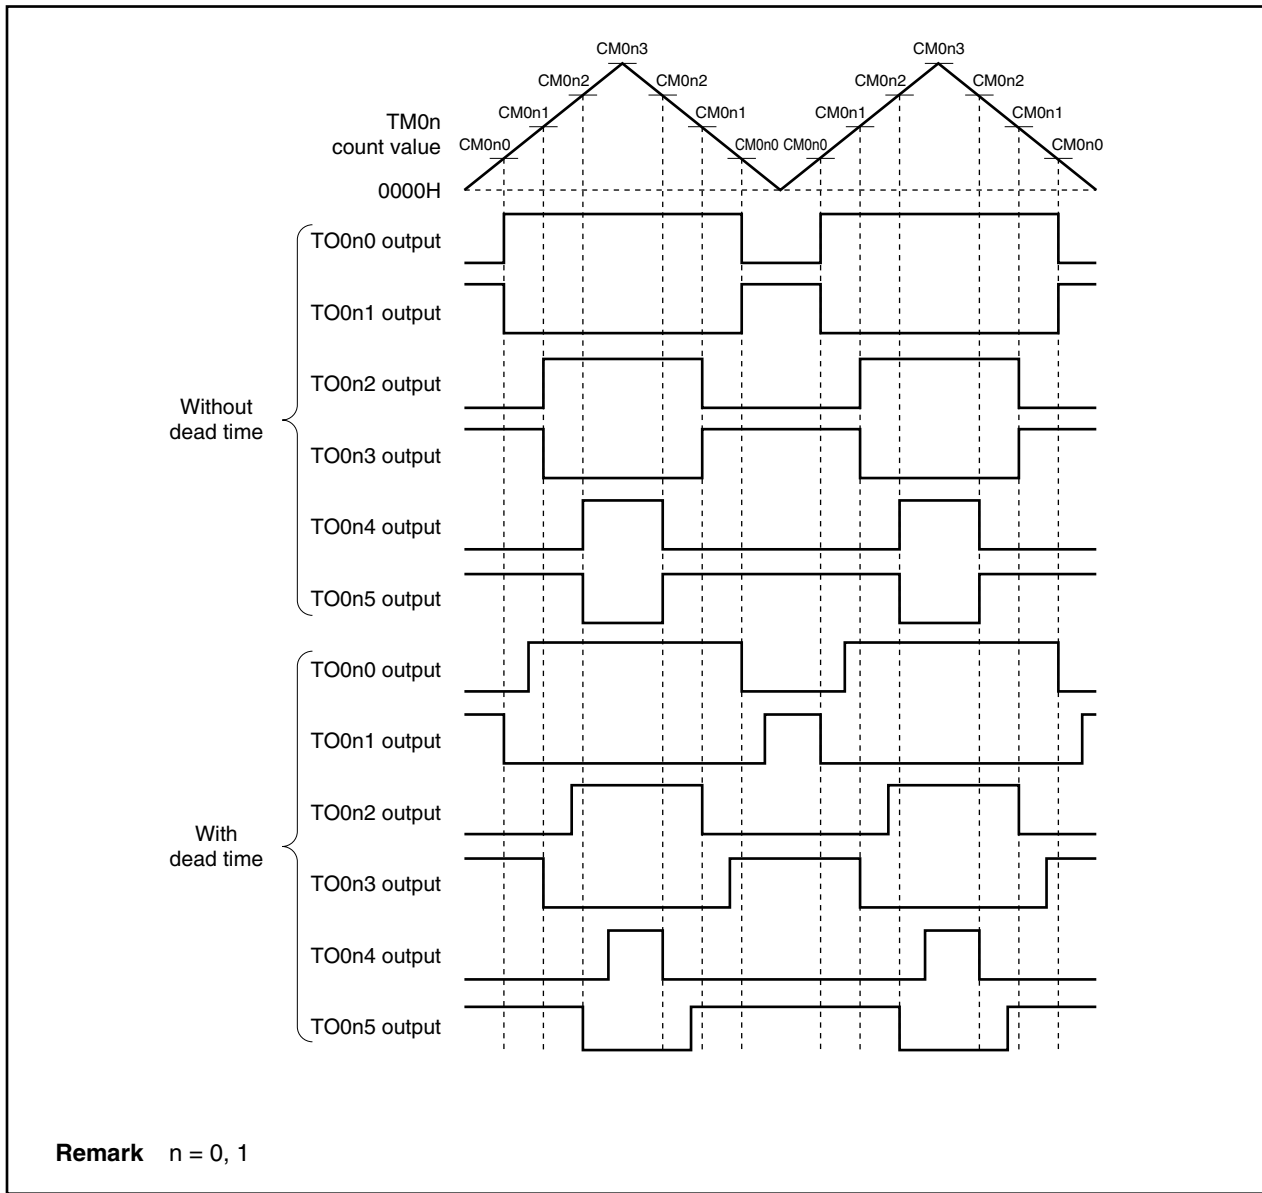 CM0n3 CM0n3
CM0n2 CM0n2 CM0n2 CM0n2
CM0n1 CM0n1 CM0n1 CM0n1
TM0n
count value
CM0n0 CM0n0 CM0n0 CM0n0
0000H
Without
dead time
TO0n0 output
TO0n1 output
TO0n2 output
TO0n3 output
TO0n4 output
TO0n5 output
With
dead time
TO0n0 output
TO0n1 output
TO0n2 output
TO0n3 output
TO0n4 output
TO0n5 output
Remark n = 0, 1